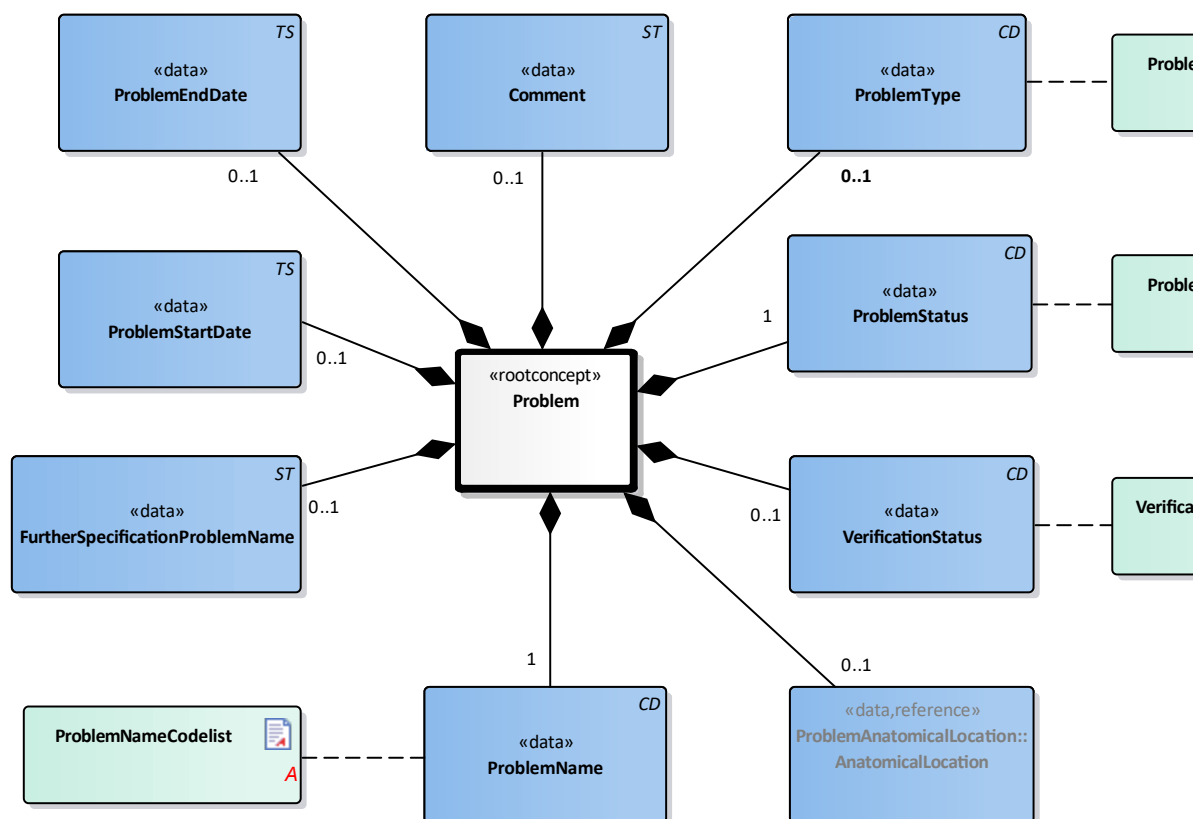 TS
«data»
ProblemEndDate
0..1
ST
«data»
Comment
0..1
CD
«data»
ProblemType
0..1
Proble
TS
«data»
ProblemStartDate
0..1
CD
«data»
ProblemStatus
1
Proble
«rootconcept»
Problem
ST
«data»
FurtherSpecificationProblemName
0..1
CD
«data»
VerificationStatus
0..1
Verifica
ProblemNameCodelist
A
1
CD
«data»
ProblemName
0..1
«data,reference»
ProblemAnatomicalLocation::
AnatomicalLocation